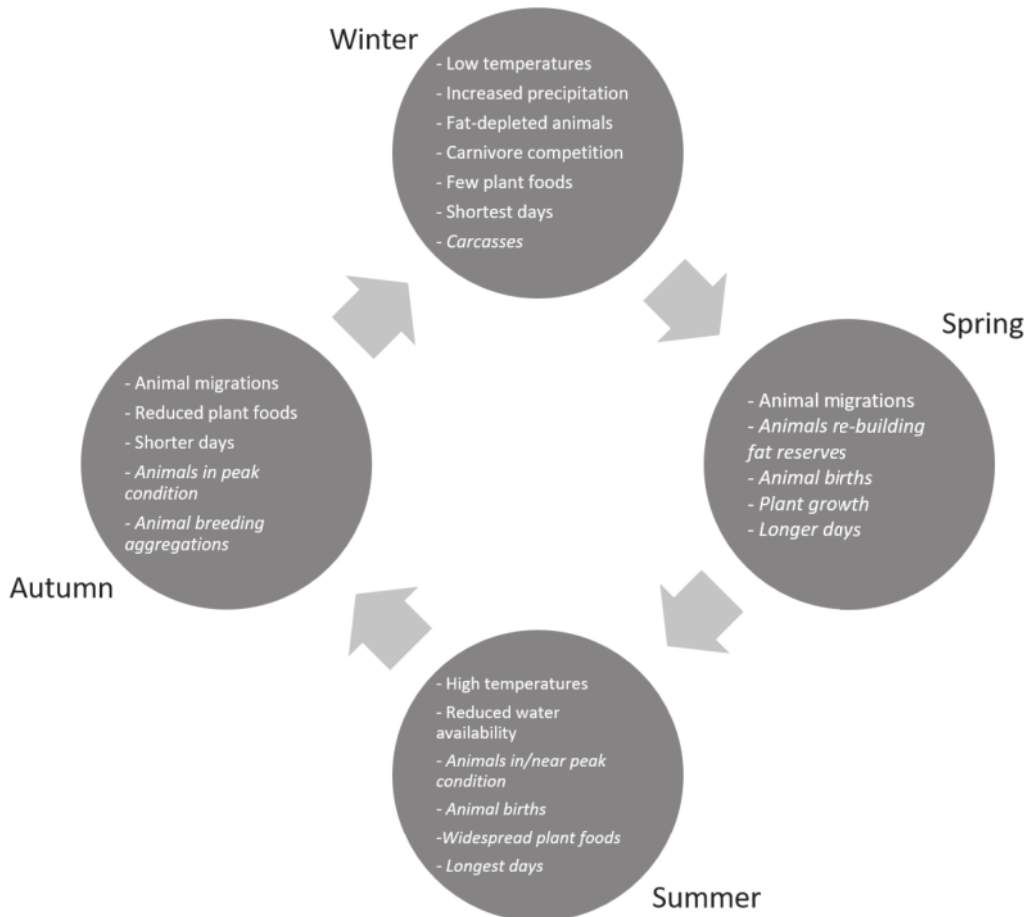 Winter
- Low temperatures
- Increased precipitation
- Fat-depleted animals
- Carnivore competition
- Few plant foods
- Shortest days
- Carcasses
Spring
- Animal migrations
- Animals re-building
fat reserves
- Animal births
- Plant growth
- Longer days
Summer
- High temperatures
- Reduced water
availability
- Animals in/near peak
condition
- Animal births
-Widespread plant foods
- Longest days
Autumn
- Animal migrations
- Reduced plant foods
- Shorter days
- Animals in peak
condition
- Animal breeding
aggregations